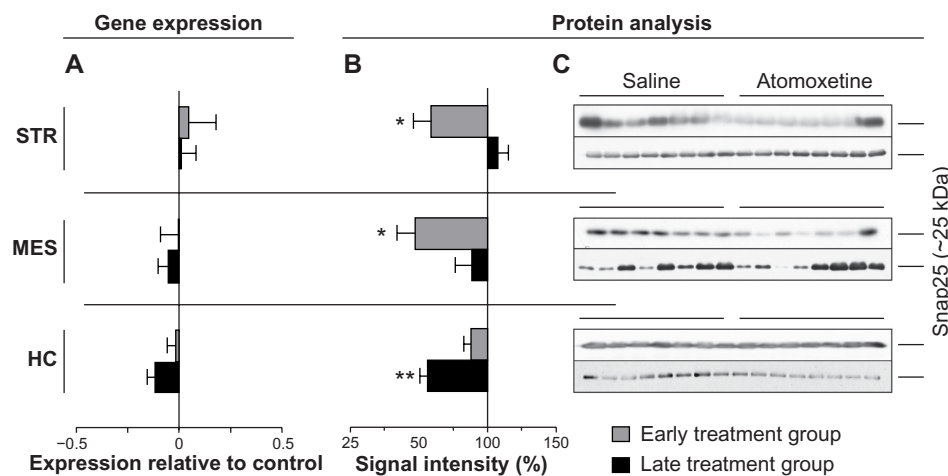 Gene expression
Protein analysis
A
B
C
Saline
Atomoxetine
STR
*
MES
*
HC
**
Snap25 (~25 kDa)
−0.5
0
0.5
25
50
100
150
Expression relative to control
Signal intensity (%)
Early treatment group
Late treatment group